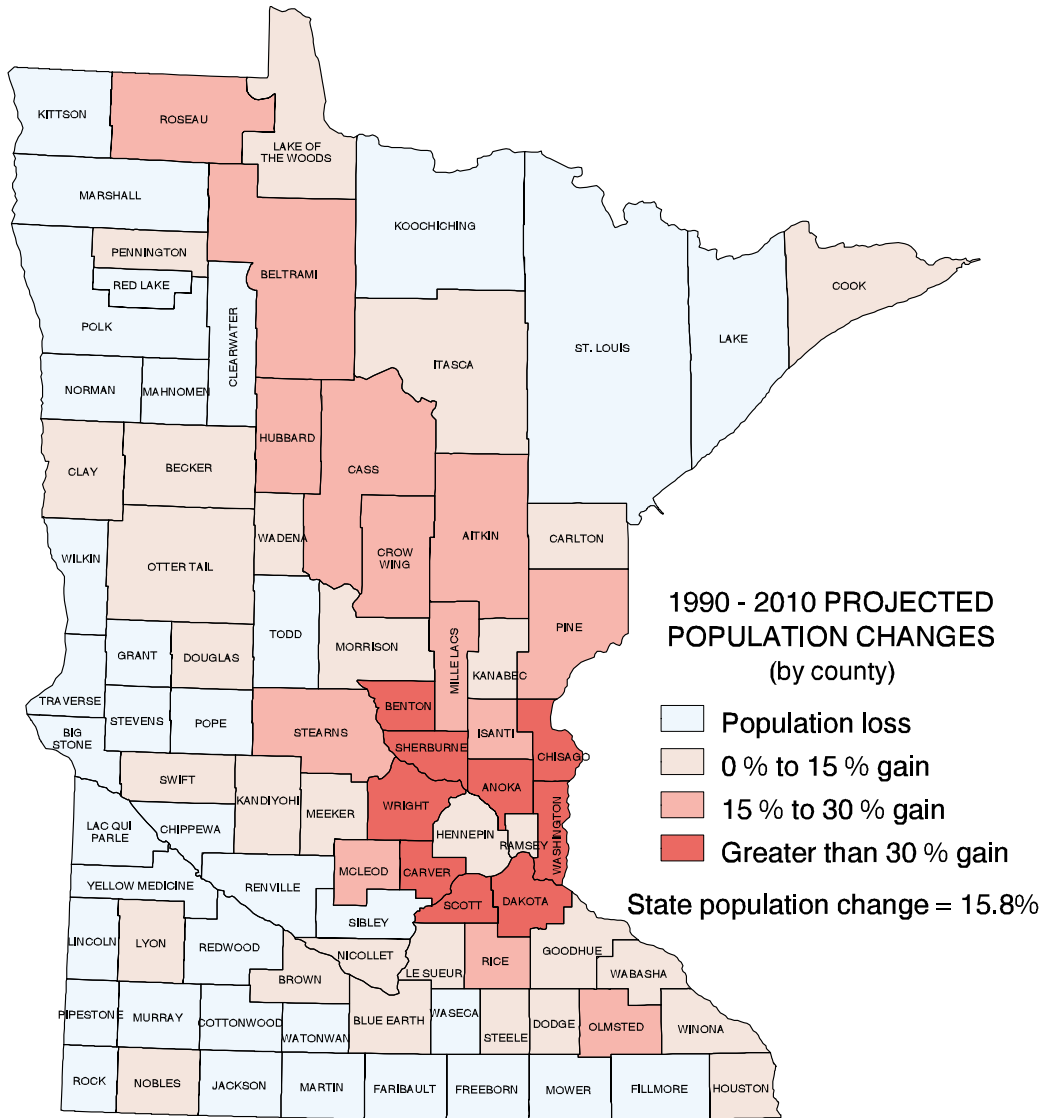 KITTSON
ROSEAU
LAKE OF
THE WOODS
MARSHALL
KOOCHICHING
PENNINGTON
BELTRAMI
RED LAKE
COOK
POLK
CLEARWATER
LAKE
ST. LOUIS
ITASCA
NORMAN
MAHNOMEN
HUBBARD
CASS
CLAY
BECKER
WADENA
AITKIN
CARLTON
CROW
WING
WILKIN
OTTER TAIL
TODD
MORRISON
MILLE LACS
PINE
GRANT
DOUGLAS
KANABEC
TRAVERSE
STEVENS
POPE
BENTON
STEARNS
ISANTI
BIG
STONE
SHERBURNE
CHISAGO
SWIFT
KANDIYOHI
ANOKA
WRIGHT
MEEKER
WASHINGTON
LAC QUI
PARLE
CHIPPEWA
HENNEPIN
RAMSEY
MCLEOD
CARVER
YELLOW MEDICINE
RENVILLE
SCOTT
DAKOTA
SIBLEY
LINCOLN
LYON
REDWOOD
NICOLLET
LE SUEUR
RICE
GOODHUE
WABASHA
BROWN
PIPESTONE
MURRAY
COTTONWOOD
WATONWAN
BLUE EARTH
WASECA
STEELE
DODGE
OLMSTED
WINONA
ROCK
NOBLES
JACKSON
MARTIN
FARIBAULT
FREEBORN
MOWER
FILLMORE
HOUSTON
1990 - 2010 PROJECTED
POPULATION CHANGES
(by county)
Population loss
0 % to 15 % gain
15 % to 30 % gain
Greater than 30 % gain
State population change = 15.8%